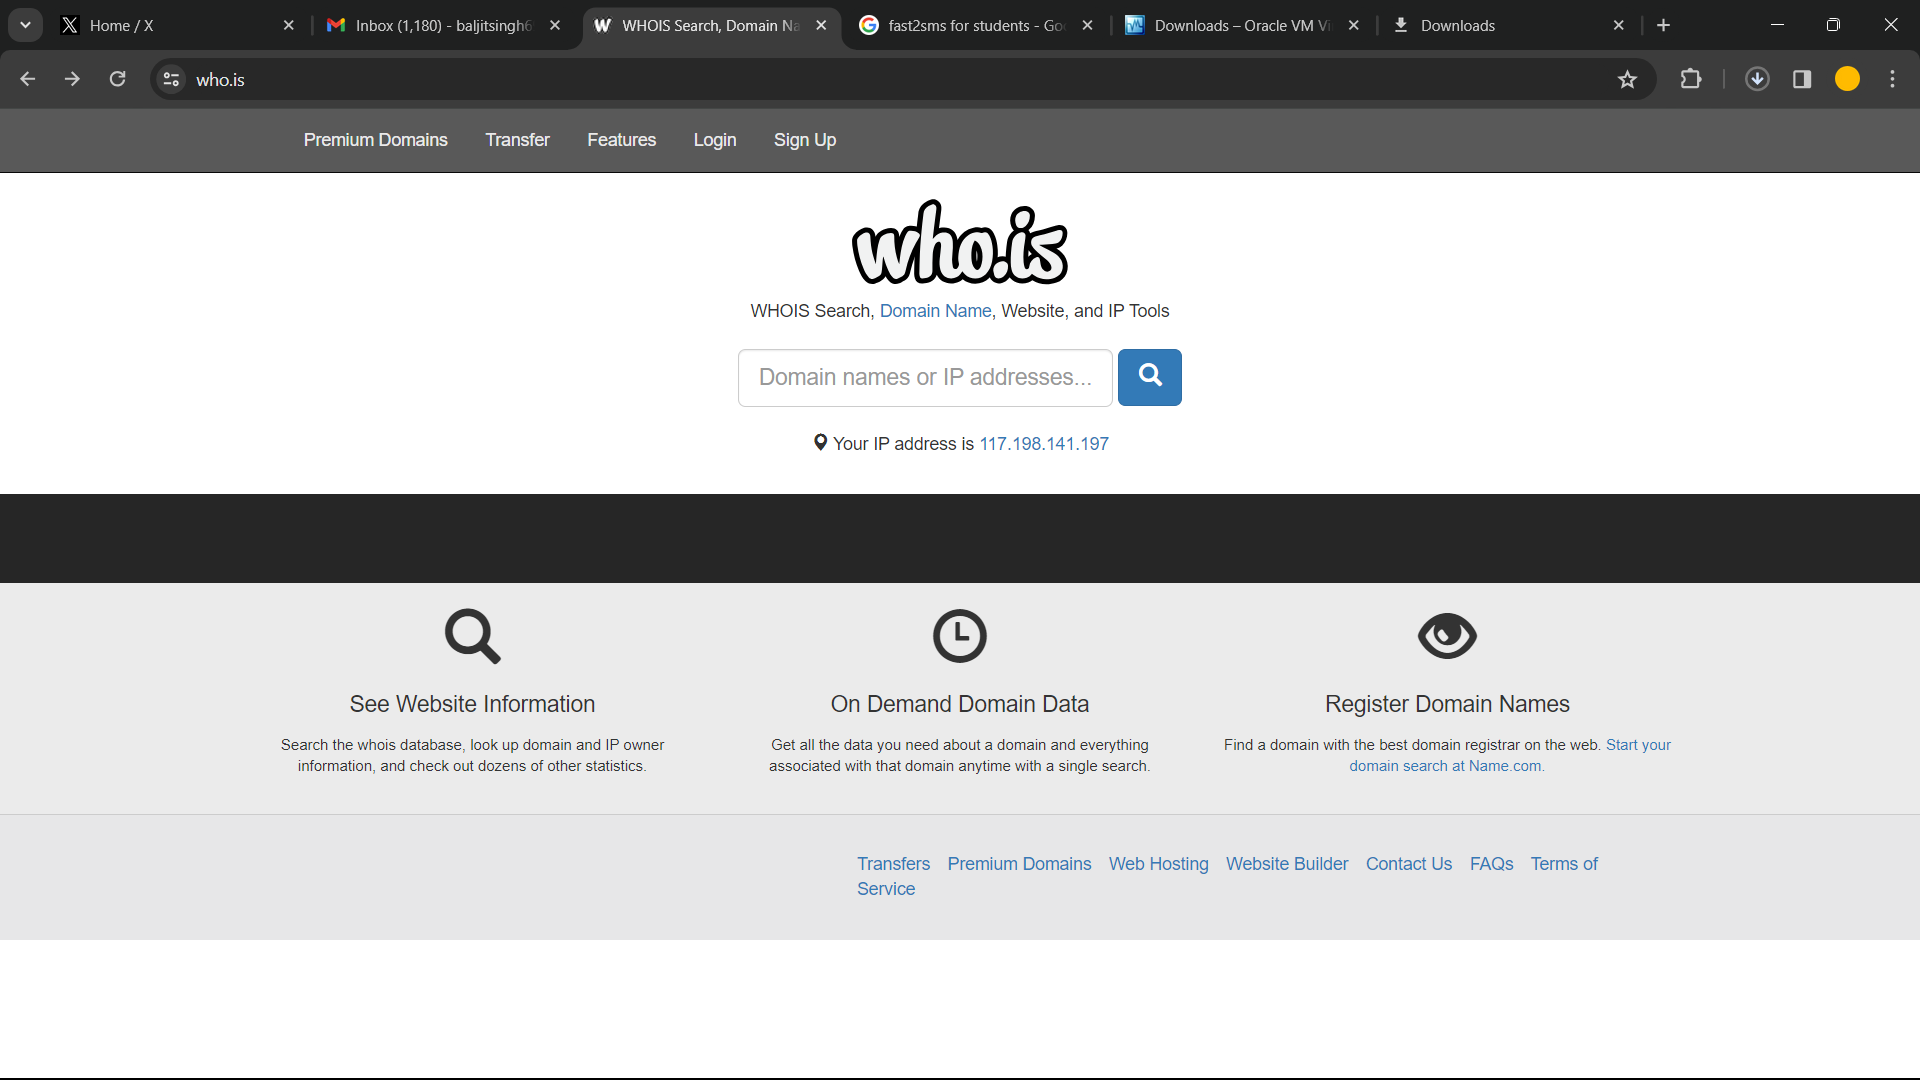 Home / X
Inbox (1,180) - baljitsingh6
WHOIS Search, Domain Na
fast2sms for students - Go
Downloads – Oracle VM Vi
Downloads
who.is
Premium Domains Transfer Features Login Sign Up
who.is
WHOIS Search, Domain Name, Website, and IP Tools
Domain names or IP addresses...
Your IP address is 117.198.141.197
See Website Information
Search the whois database, look up domain and IP owner
information, and check out dozens of other statistics.
On Demand Domain Data
Get all the data you need about a domain and everything
associated with that domain anytime with a single search.
Register Domain Names
Find a domain with the best domain registrar on the web. Start your
domain search at Name.com.
Transfers Premium Domains Web Hosting Website Builder Contact Us FAQs Terms of
Service